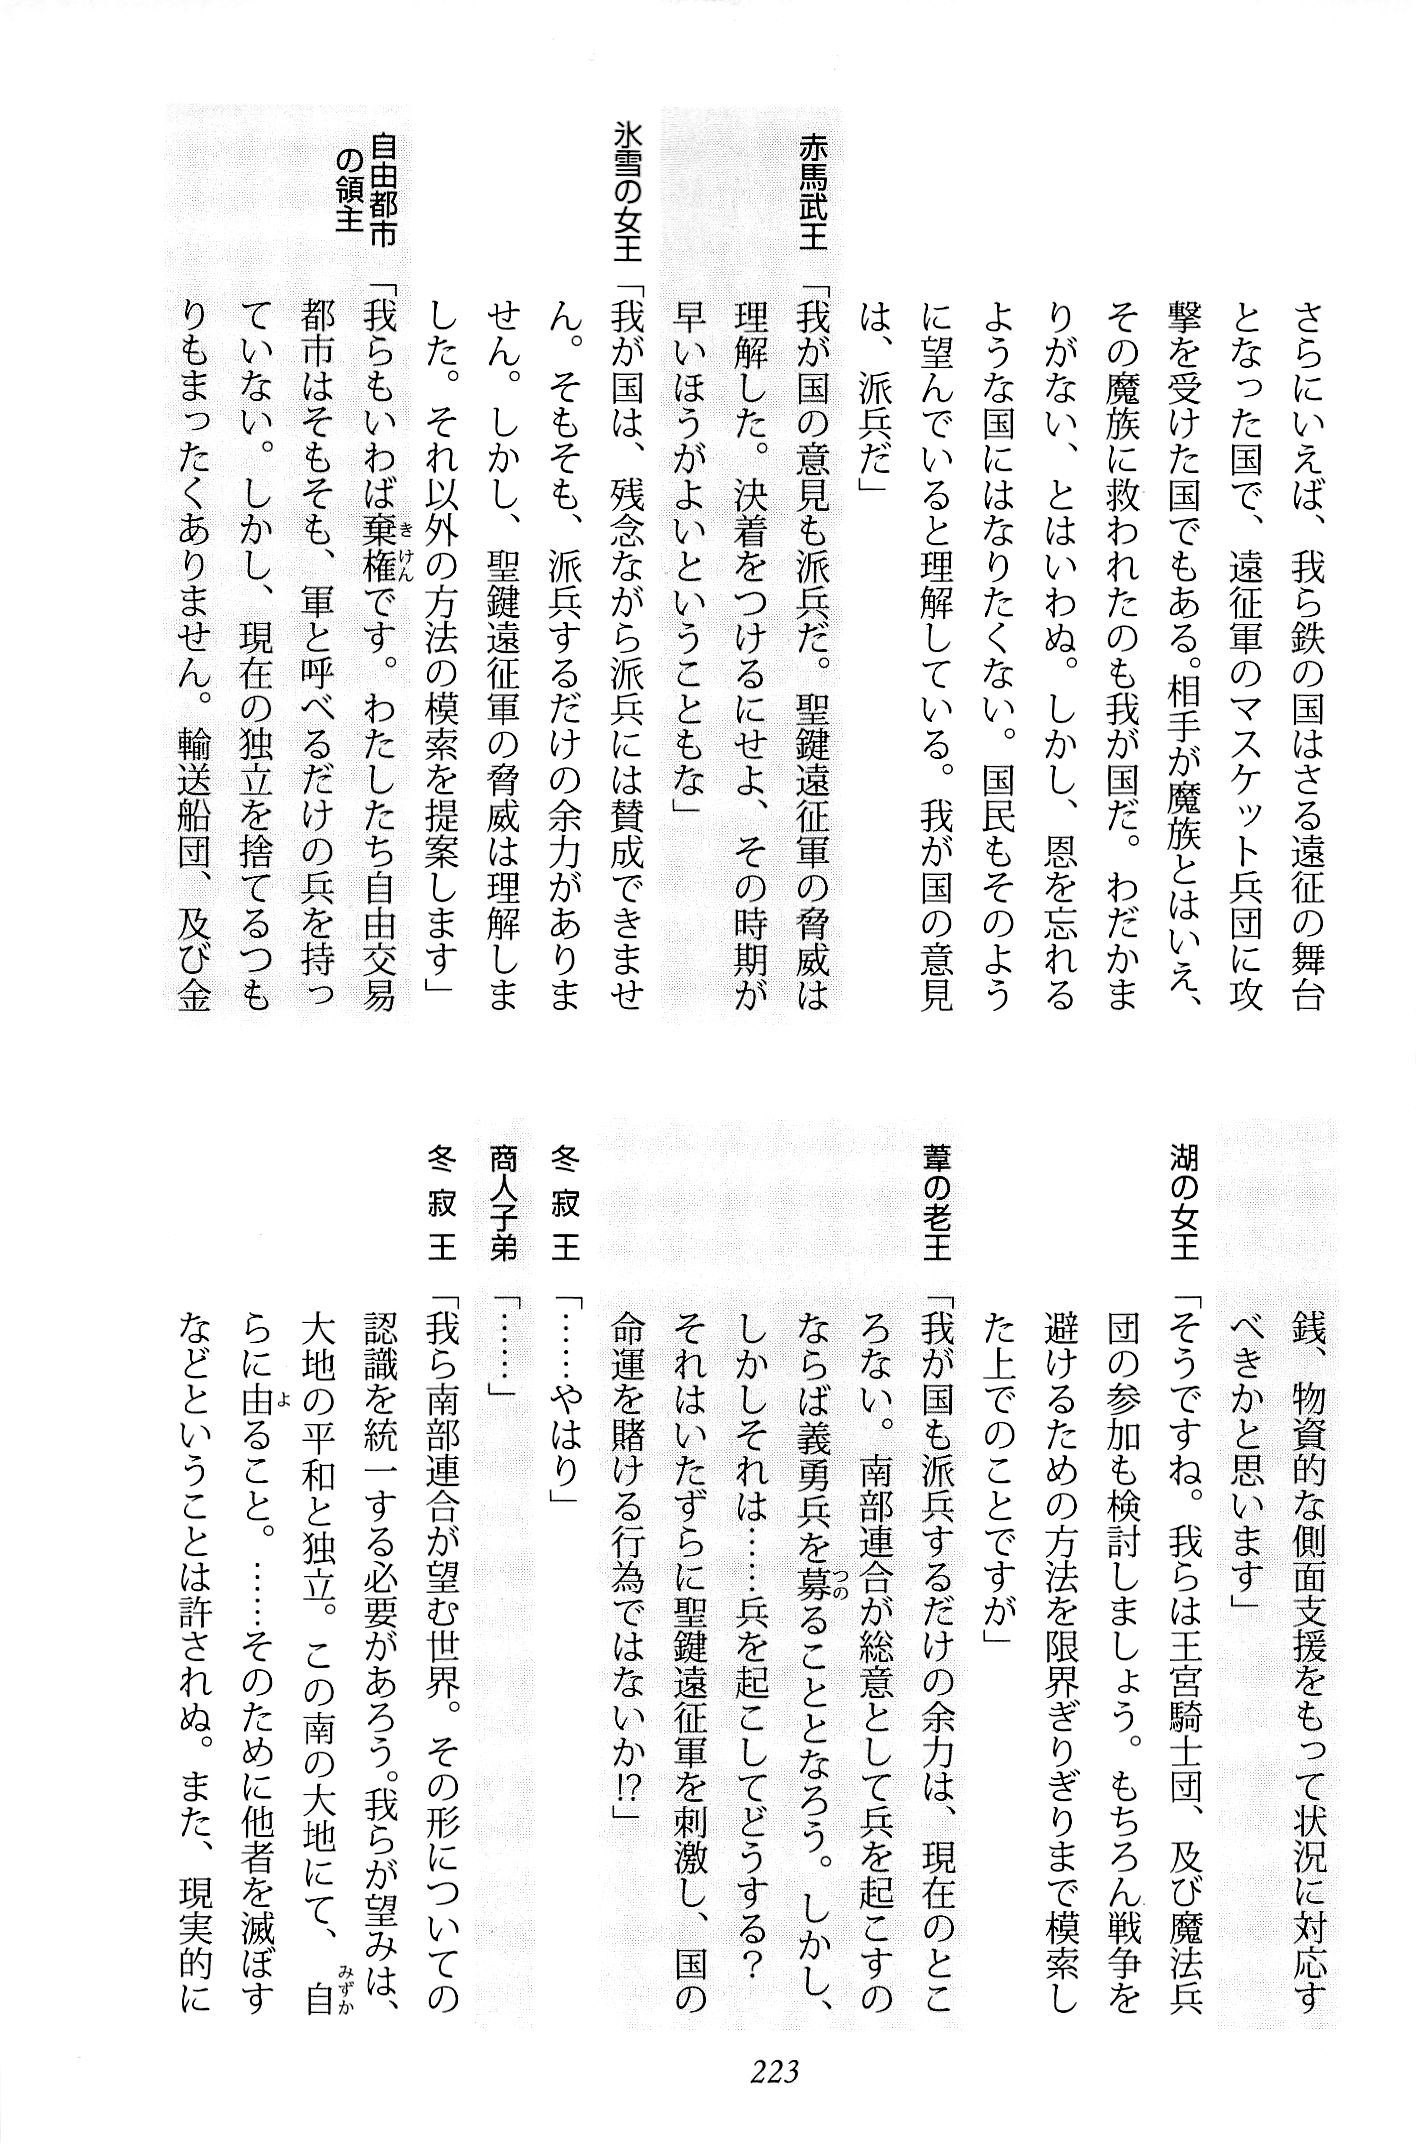 さらにいえば、我ら鉄の国はさる遠征の舞台
となった国で、遠征軍のマスケット兵団に攻
撃を受けた国でもある。相手が魔族とはいえ、
その魔族に救われたのも我が国だ。わだかま
りがない、とはいわぬ。しかし、恩を忘れる
ような国にはなりたくない。国民もそのよう
に望んでいると理解している。我が国の意見
は、派兵だ」
赤馬武王「我が国の意見も派兵だ。聖鍵遠征軍の脅威は
理解した。決着をつけるにせよ、その時期が
早いほうがよいということもな」
氷雪の女王「我が国は、残念ながら派兵には賛成できませ
ん。そもそも、派兵するだけの余力がありま
せん。しかし、聖鍵遠征軍の脅威は理解しま
した。それ以外の方法の模索を提案します」
自由都市の領主「我らもいわば棄権です。わたしたち自由交易
都市はそもそも、軍と呼べるだけの兵を持っ
ていない。しかし、現在の独立を捨てるつも
りもまったくありません。輸送船団、及び金
銭、物資的な側面支援をもって状況に対応す
べきかと思います」
湖の女王「そうですね。我らは王宮騎士団、及び魔法兵
団の参加も検討しましょう。もちろん戦争を
避けるための方法を限界ぎりぎりまで模索し
た上でのことですが」
葦の老王「我が国も派兵するだけの余力は、現在のとこ
ろない。南部連合が総意として兵を起こすの
ならば義勇兵を募ることとなろう。しかし、
しかしそれは……兵を起こしてどうする？
それはいたずらに聖鍵遠征軍を刺激し、国の
命運を賭ける行為ではないか!?」
冬寂王「……やはり」
商人子弟「……」
冬寂王「我ら南部連合が望む世界。その形についての
認識を統一する必要があろう。我らが望みは、
大地の平和と独立。この南の大地にて、自
らに由ること。……そのために他者を滅ぼす
などということは許されぬ。また、現実的に
223